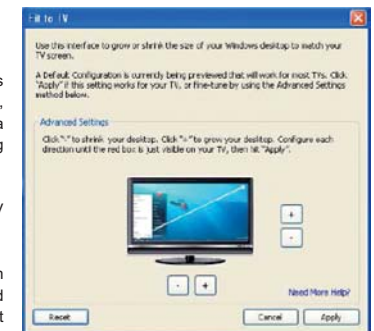 Fit to TV
Use this interface to grow or shrink the size of your Windows desktop to match your
TV screen.
A Default Configuration is currently being previewed that will work for most TVs. Click
"Apply" if this setting works for your TV, or fine-tune by using the Advanced Settings
method below.
Advanced Settings
Click "-" to shrink your desktop. Click "+" to grow your desktop. Configure each
direction until the red box is just visible on your TV, then hit "Apply".
+
-
- +
Need More Help?
Reset Cancel Apply